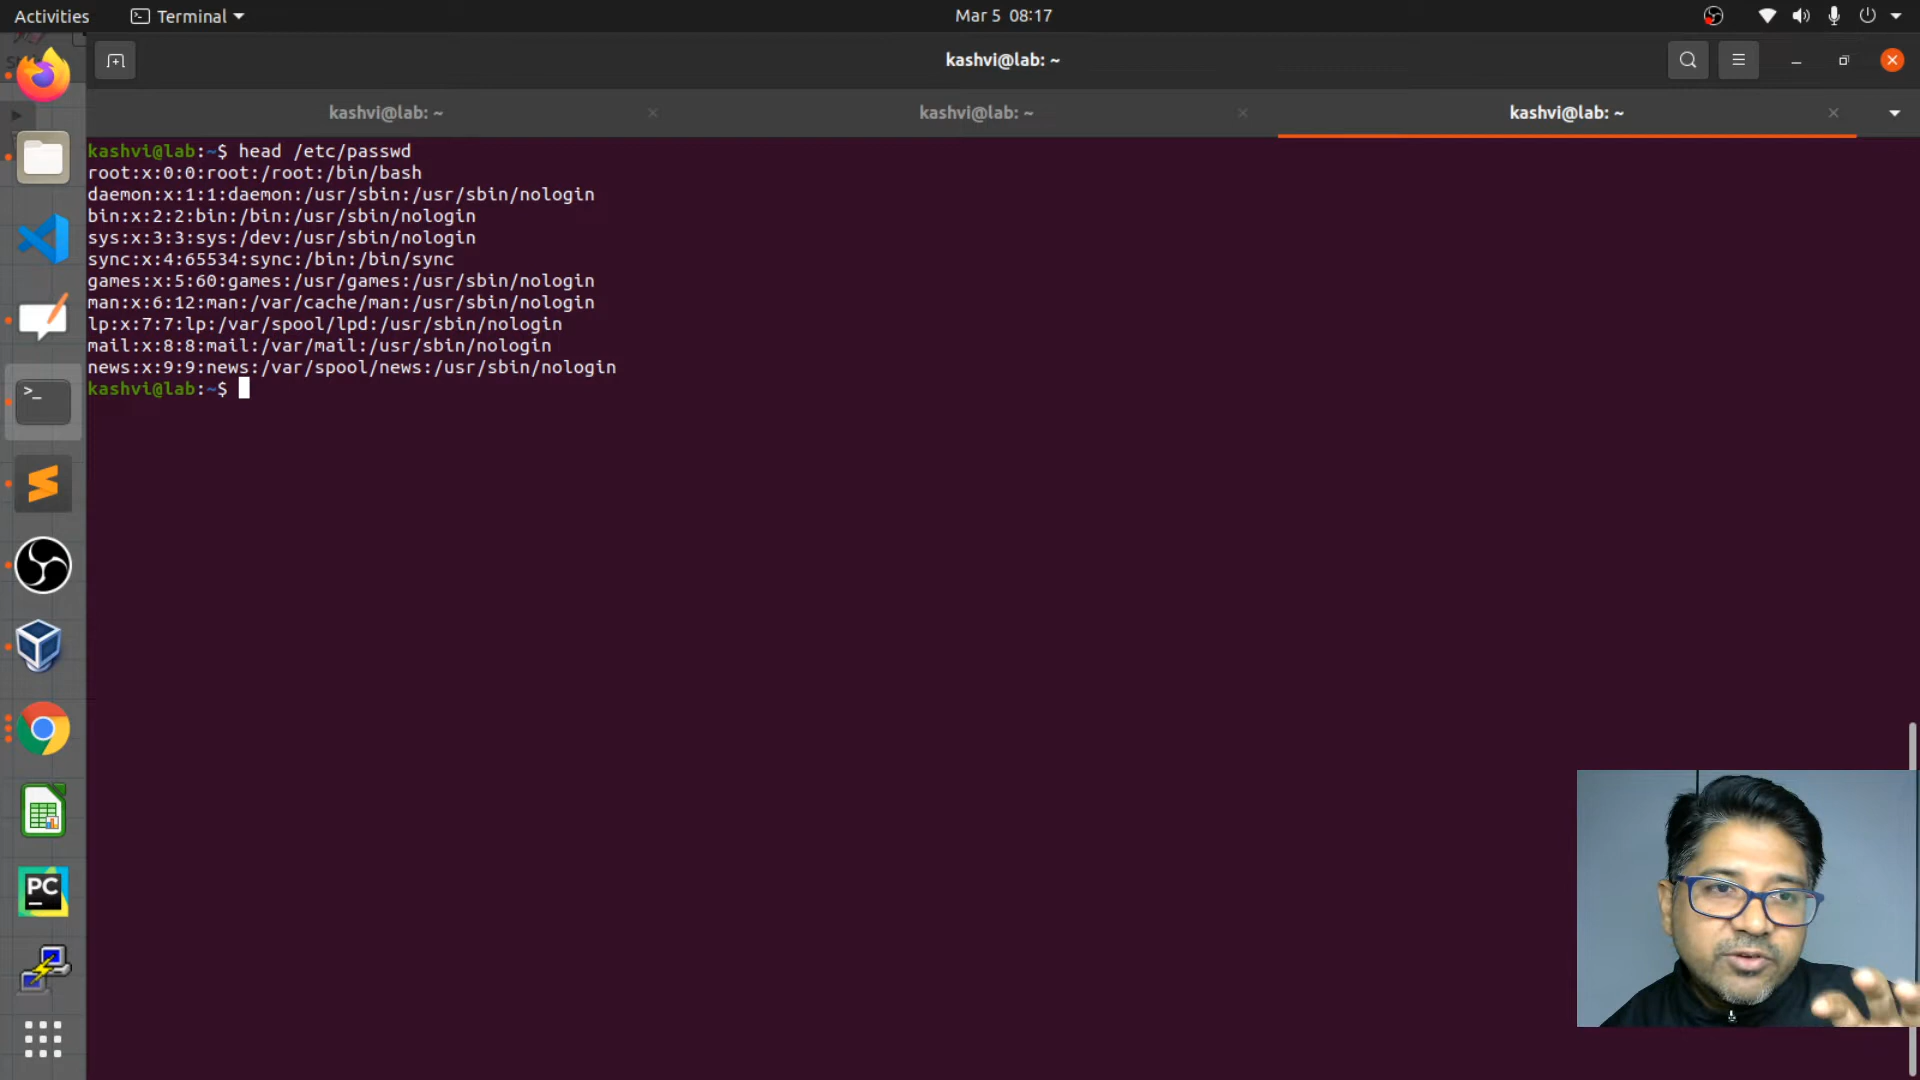 Activities
Terminal
Mar 5 08:17
kashvi@lab: ~
kashvi@lab: ~
kashvi@lab: ~
kashvi@lab: ~
kashvi@lab:~$ head /etc/passwd
root:x:0:0:root:/root:/bin/bash
daemon:x:1:1:daemon:/usr/sbin:/usr/sbin/nologin
bin:x:2:2:bin:/bin:/usr/sbin/nologin
sys:x:3:3:sys:/dev:/usr/sbin/nologin
sync:x:4:65534:sync:/bin:/bin/sync
games:x:5:60:games:/usr/games:/usr/sbin/nologin
man:x:6:12:man:/var/cache/man:/usr/sbin/nologin
lp:x:7:7:lp:/var/spool/lpd:/usr/sbin/nologin
mail:x:8:8:mail:/var/mail:/usr/sbin/nologin
news:x:9:9:news:/var/spool/news:/usr/sbin/nologin
kashvi@lab:~$
>_
PC